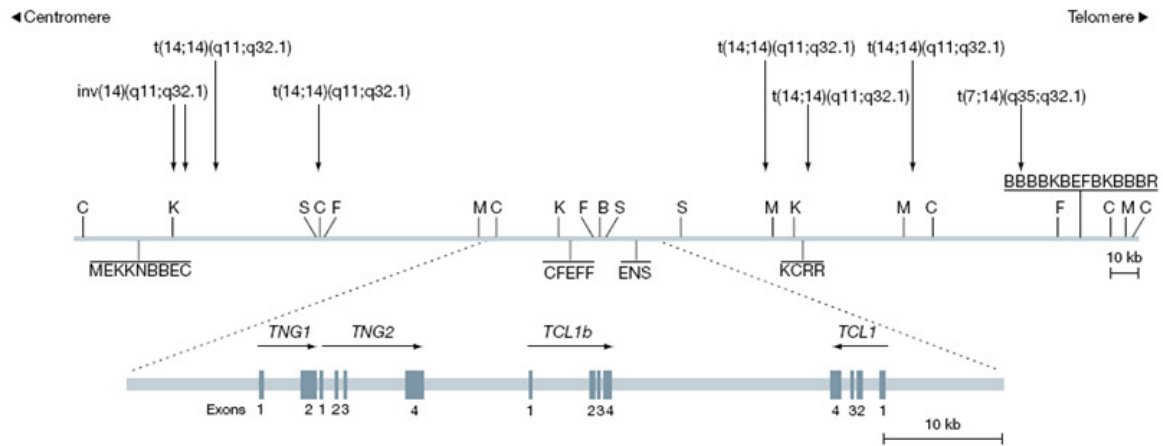 ◄Centromere Telomere►
t(14;14)(q11;q32.1) t(14;14)(q11;q32.1) t(14;14)(q11;q32.1)
inv(14)(q11;q32.1) t(14;14)(q11;q32.1) t(14;14)(q11;q32.1) t(7;14)(q35;q32.1)
BBBBKBEFBKBBBR
C K S C F M C K F B S S M K M C F C M C
MEKKNBBEC CFEFF ENS KCRR 10 kb
TNG1 TNG2 TCL1b TCL1
Exons 1 2 1 2 3 4 1 2 3 4 4 3 2 1
10 kb